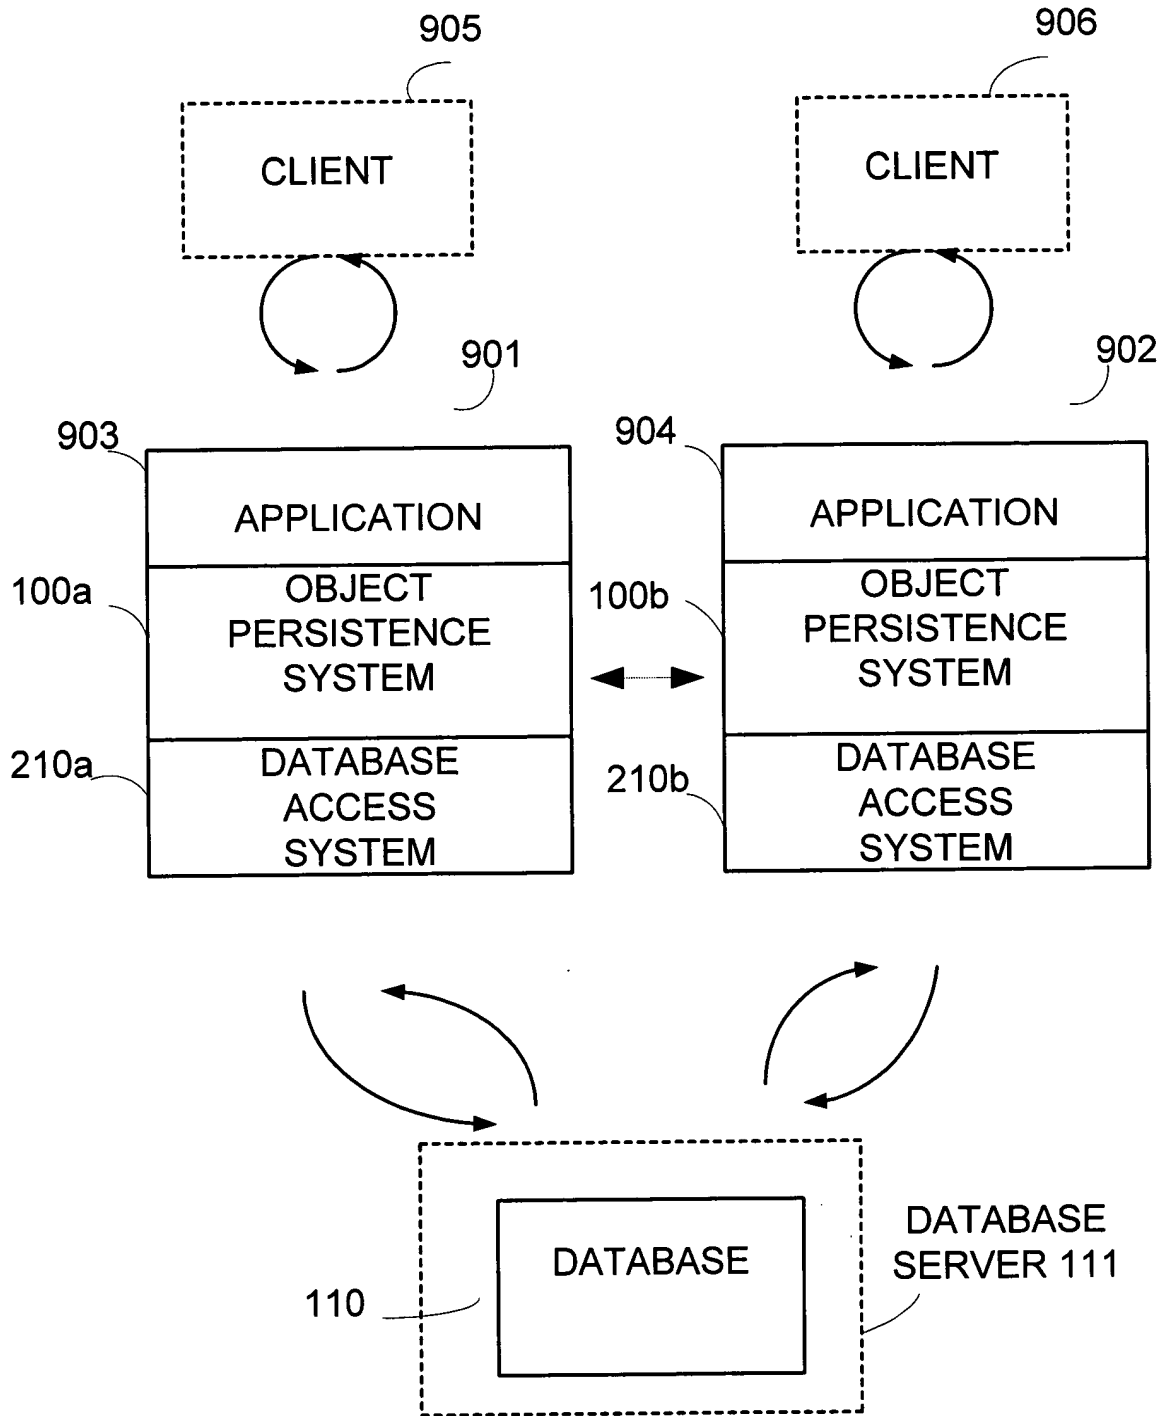 905
906
CLIENT
CLIENT
901
902
903
904
APPLICATION
APPLICATION
100a
OBJECT
PERSISTENCE
SYSTEM
100b
OBJECT
PERSISTENCE
SYSTEM
210a
DATABASE
ACCESS
SYSTEM
210b
DATABASE
ACCESS
SYSTEM
DATABASE
110
DATABASE
SERVER 111